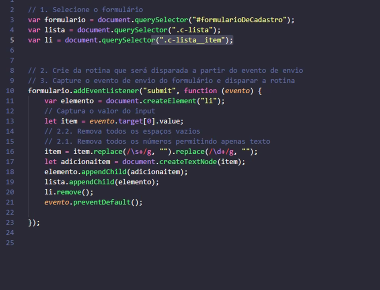 2 // 1. Selecione o formulário
3 var formulario = document.querySelector("#formularioDeCadastro");
4 var lista = document.querySelector(".c-lista");
5 var li = document.querySelector(".c-lista__item");
6
7
8 // 2. Crie da rotina que será disparada a partir do evento de envio
9 // 3. Capture o evento de envio do formulário e disparar a rotina
10 formulario.addEventListener("submit", function (evento) {
11 var elemento = document.createElement("li");
12 // Captura o valor do input
13 let item = evento.target[0].value;
14 // 2.2. Remova todos os espaços vazios
15 // 2.1. Remova todos os números permitindo apenas texto
16 item = item.replace(/\s+/g, "").replace(/\d+/g, "");
17 let adicionaitem = document.createTextNode(item);
18 elemento.appendChild(adicionaitem);
19 lista.appendChild(elemento);
20 li.remove();
21 evento.preventDefault();
22
23 });
24
25